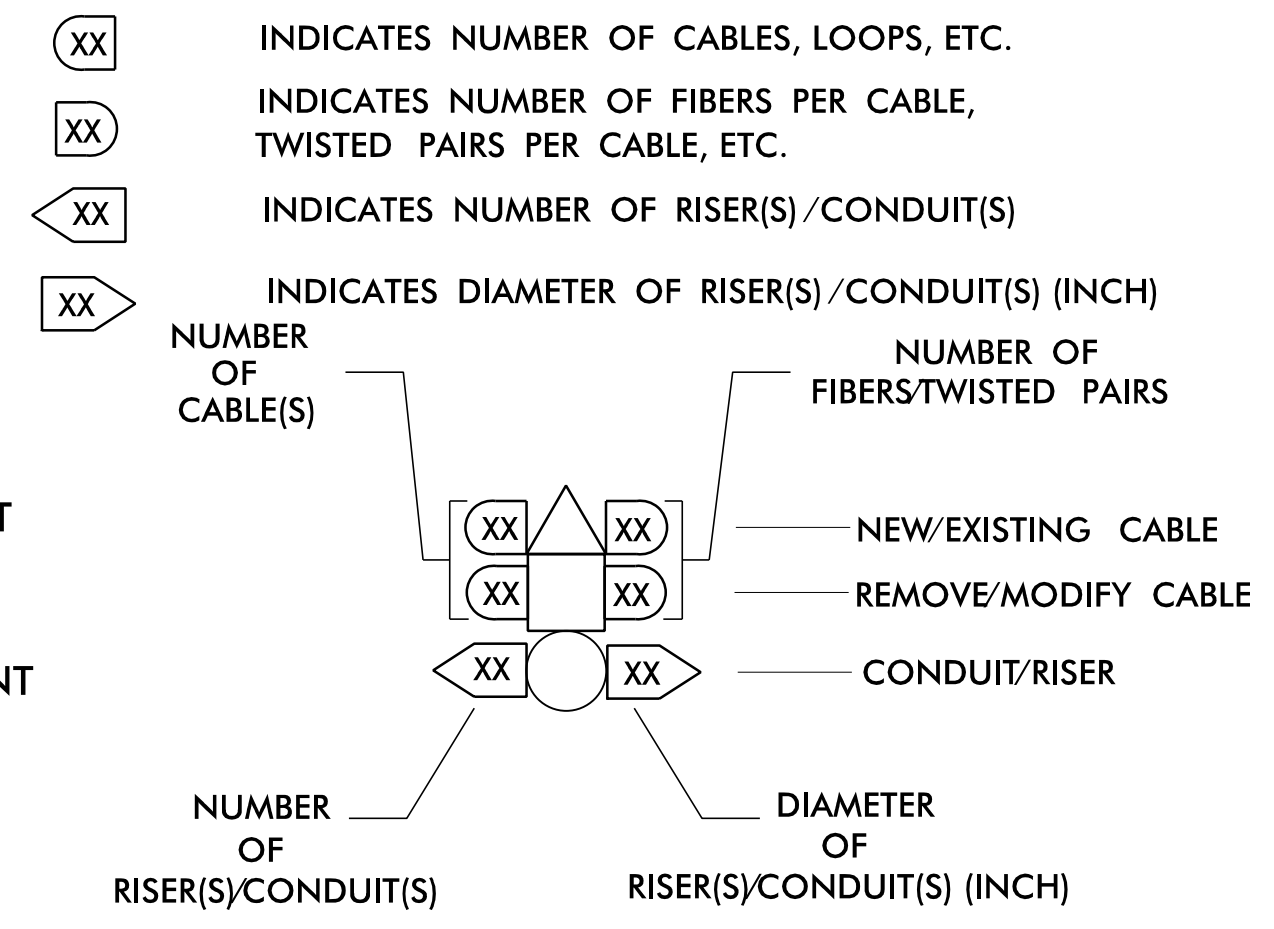 XX INDICATES NUMBER OF CABLES, LOOPS, ETC.
XX INDICATES NUMBER OF FIBERS PER CABLE,
TWISTED PAIRS PER CABLE, ETC.
XX INDICATES NUMBER OF RISER(S)/CONDUIT(S)
XX INDICATES DIAMETER OF RISER(S)/CONDUIT(S) (INCH)
NUMBER
OF
CABLE(S)
NUMBER OF
FIBERS/TWISTED PAIRS
T
XX XX NEW/EXISTING CABLE
XX XX REMOVE/MODIFY CABLE
NT
XX XX CONDUIT/RISER
NUMBER
OF
RISER(S)/CONDUIT(S)
DIAMETER
OF
RISER(S)/CONDUIT(S) (INCH)